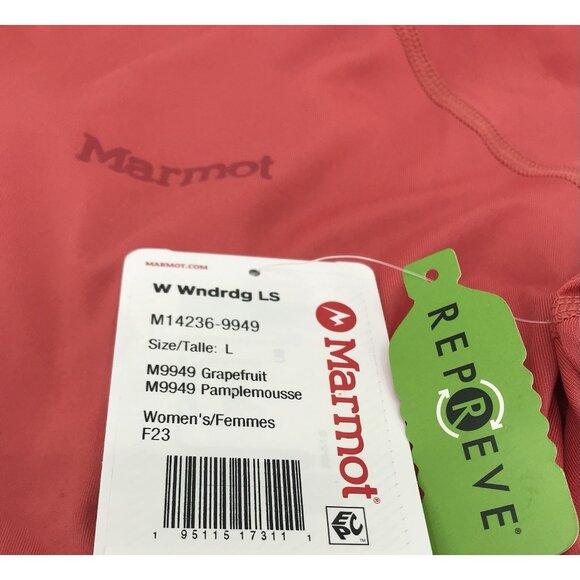 Marmot
MARMOT.COM
W Wndrdg LS
M14236-9949
Size/Talle: L
M9949 Grapefruit
M9949 Pamplemousse
Women's/Femmes
F23
1 95115 17311 1
Marmot®
EPC
REPREVE®